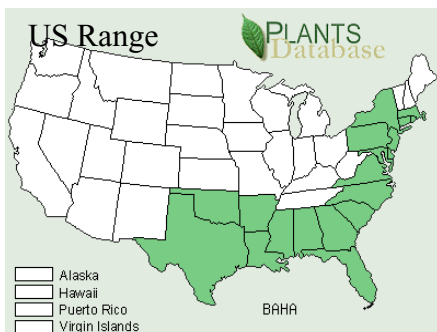 US Range
PLANTS
Database
Alaska
Hawaii
Puerto Rico
Virgin Islands
BAHA